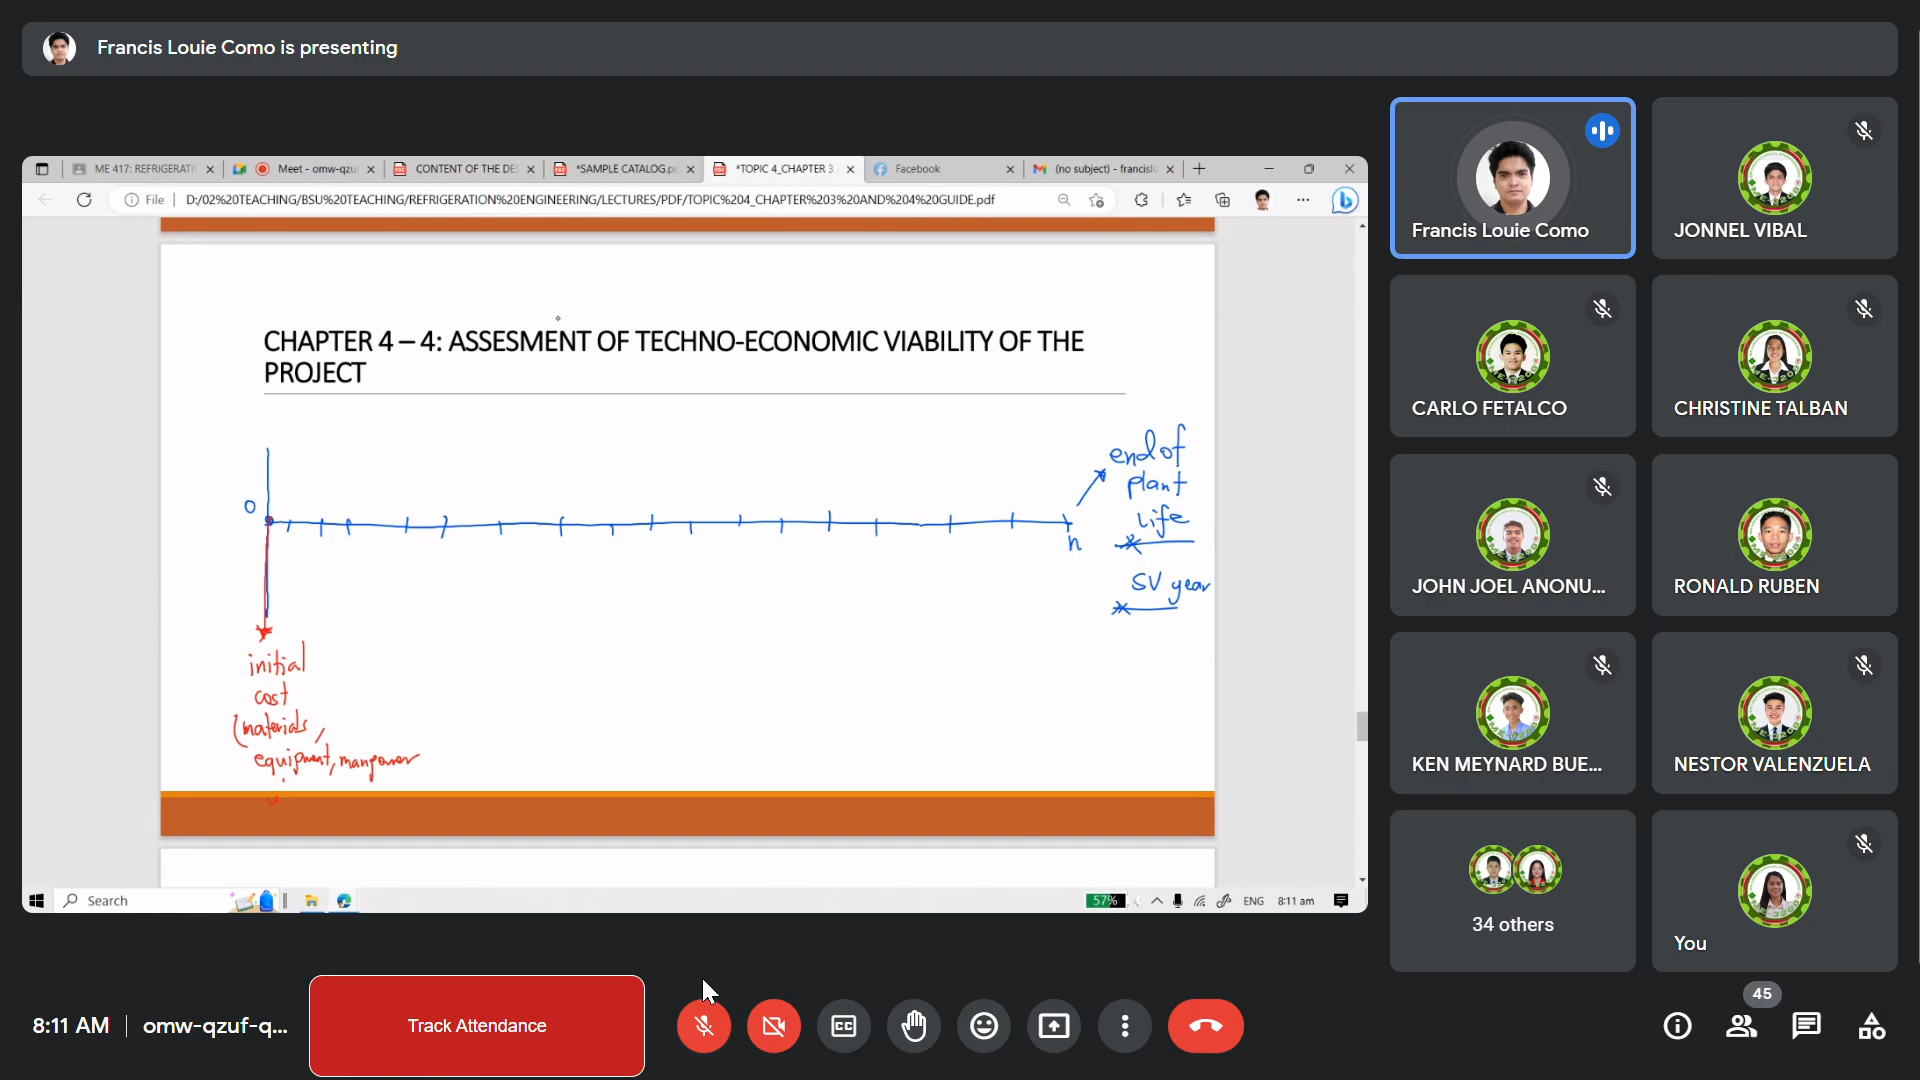 Francis Louie Como is presenting
ME 417: REFRIGERATI
Meet - omw-qzu
CONTENT OF THE DE
*SAMPLE CATALOG.p
*TOPIC 4_CHAPTER 3
Facebook
(no subject) - francislo
File
D:/02%20TEACHING/BSU%20TEACHING/REFRIGERATION%20ENGINEERING/LECTURES/PDF/TOPIC%204_CHAPTER%203%20AND%204%20GUIDE.pdf
CHAPTER 4 – 4: ASSESMENT OF TECHNO-ECONOMIC VIABILITY OF THE
PROJECT
end of
plant
life
0
n
SV year
initial
cost
(materials,
equipment, manpower
Search
57%
ENG
8:11 am
Francis Louie Como
JONNEL VIBAL
CARLO FETALCO
CHRISTINE TALBAN
JOHN JOEL ANONU...
RONALD RUBEN
KEN MEYNARD BUE...
NESTOR VALENZUELA
34 others
You
8:11 AM
omw-qzuf-q...
Track Attendance
45